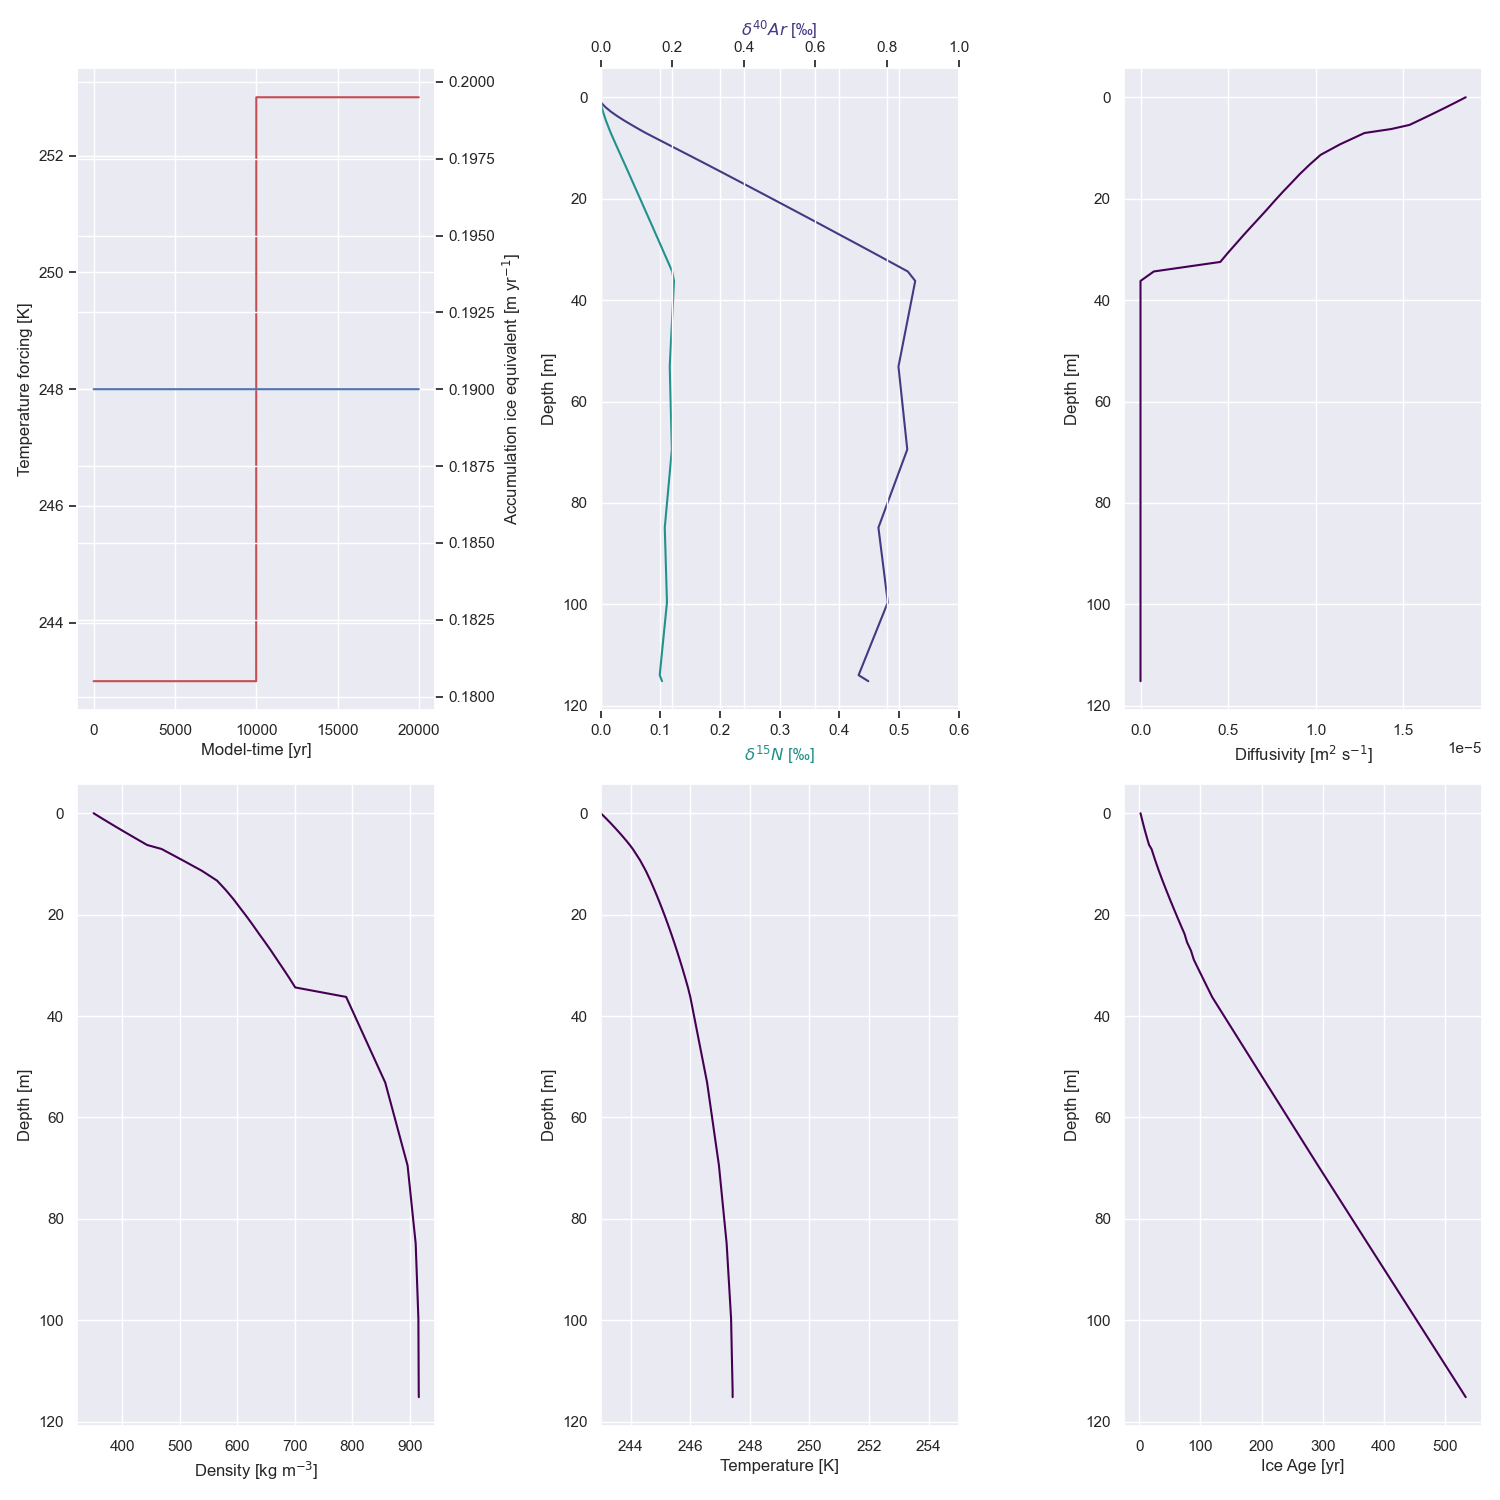 252
250
248
246
244
Temperature forcing [K]
0 5000 10000 15000 20000
Model-time [yr]
0.2000
0.1975
0.1950
0.1925
0.1900
0.1875
0.1850
0.1825
0.1800
Accumulation ice equivalent [m yr⁻¹]
δ⁴⁰Ar [‰]
0.0 0.2 0.4 0.6 0.8 1.0
0
20
40
60
80
100
120
Depth [m]
0.0 0.1 0.2 0.3 0.4 0.5 0.6
δ¹⁵N [‰]
0
20
40
60
80
100
120
Depth [m]
0.0 0.5 1.0 1.5
1e−5
Diffusivity [m² s⁻¹]
0
20
40
60
80
100
120
Depth [m]
400 500 600 700 800 900
Density [kg m⁻³]
0
20
40
60
80
100
120
Depth [m]
244 246 248 250 252 254
Temperature [K]
0
20
40
60
80
100
120
Depth [m]
0 100 200 300 400 500
Ice Age [yr]